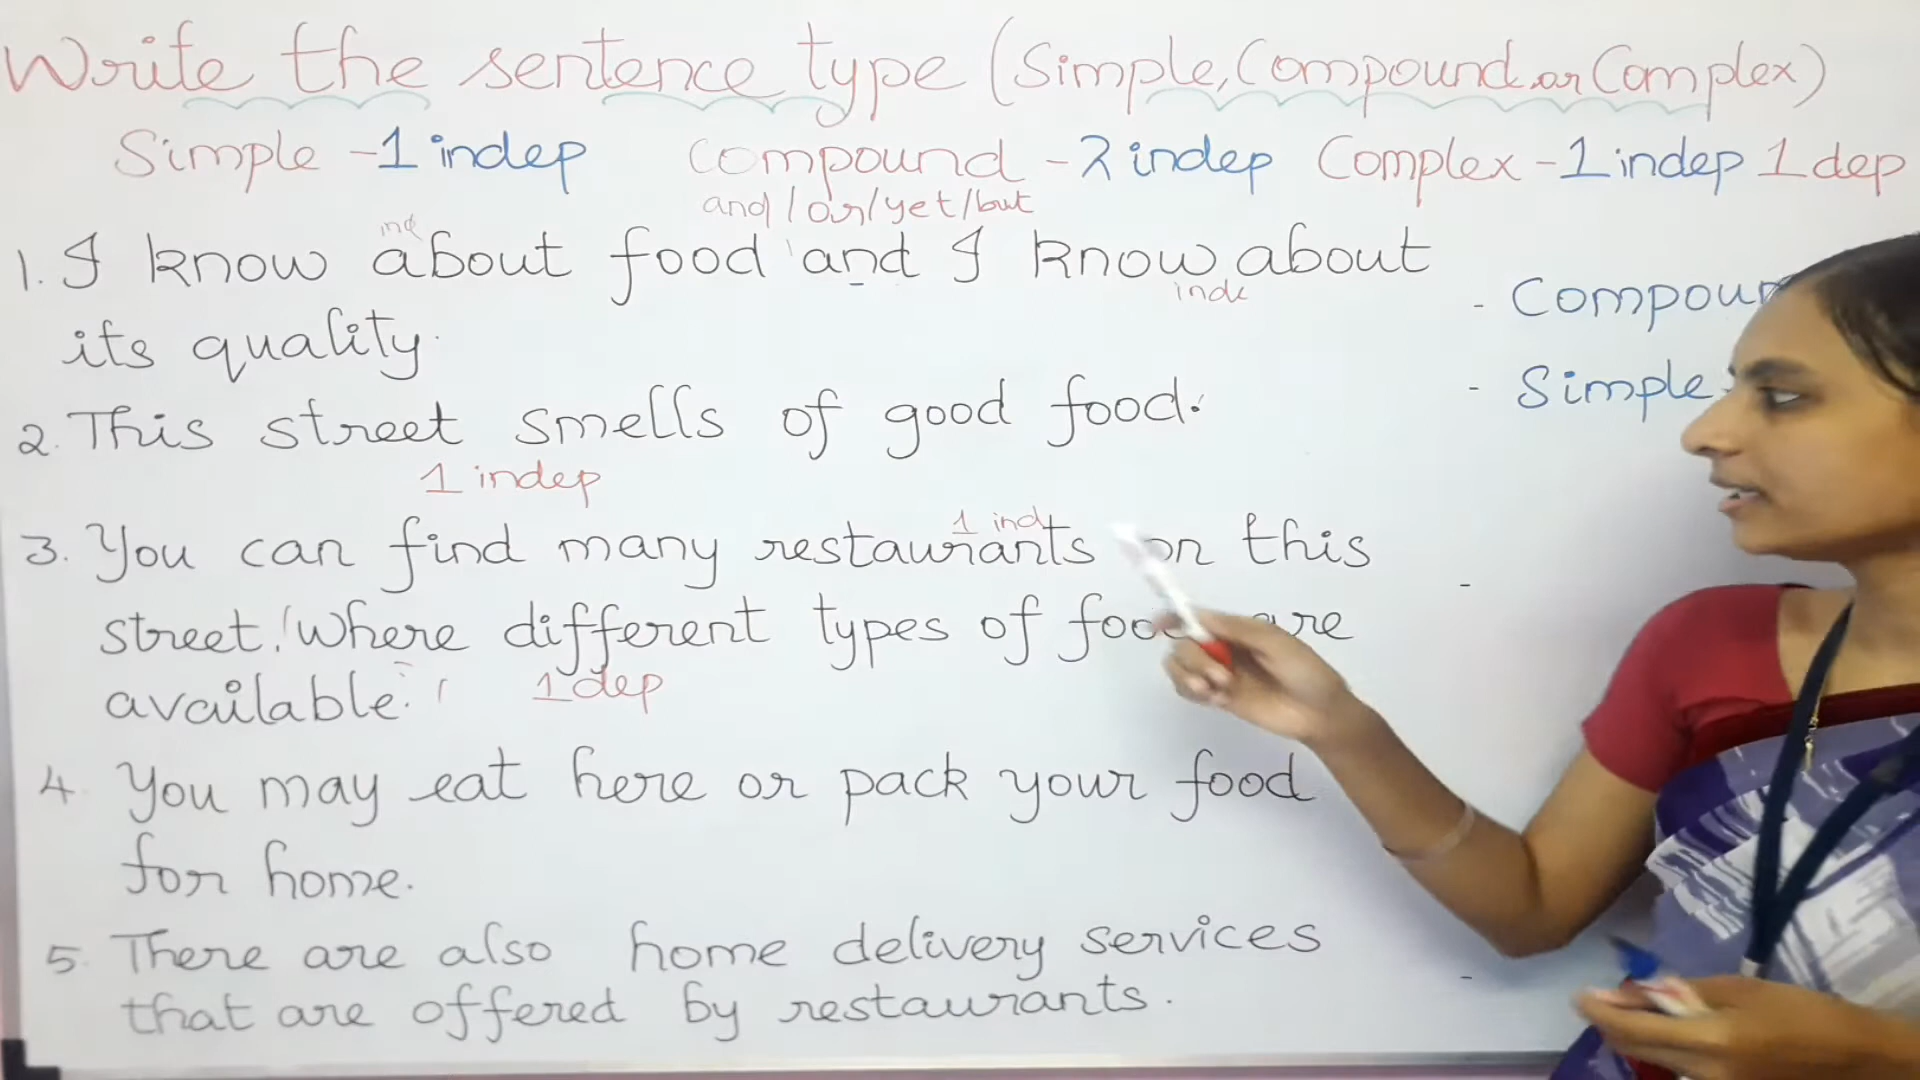 Write the sentence type (Simple, Compound or Complex)
Simple - 1 indep compound - 2 indep Complex - 1 indep 1 dep
and/or/yet/but
1. I know about food and I know about
its quality.
- Compoun
2. This street smells of good food.
- Simple
1 indep
1 ind
3. You can find many restaurants on this
street, where different types of food are
available.
1 dep
4. You may eat here or pack your food
for home.
5. There are also home delivery services
that are offered by restaurants.